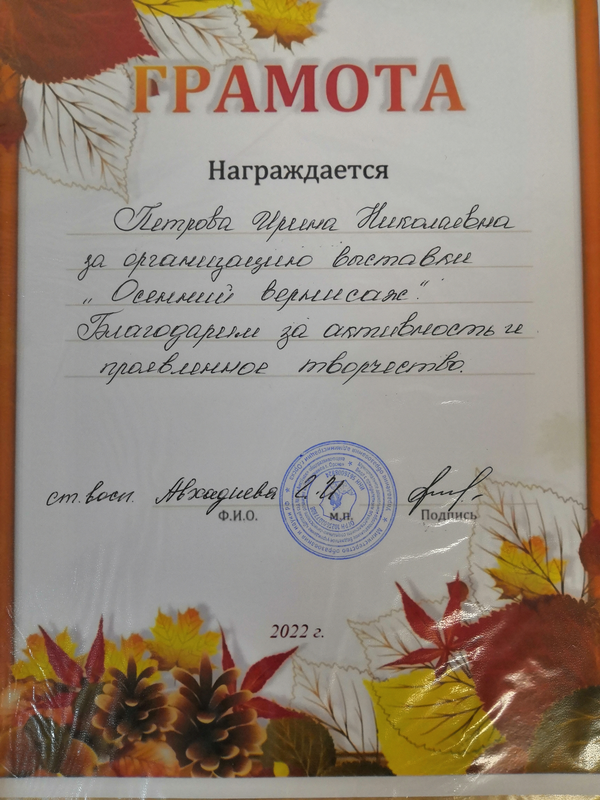 ГРАМОТА
Награждается
Петрова Ирина Николаевна
за организацию выставки
„Осенний вернисаж".
Благодарим за активность и
проявленное творчество.
ст. восп. Авхадиева
Ф.И.О. м.п. Подпись
2022 г.